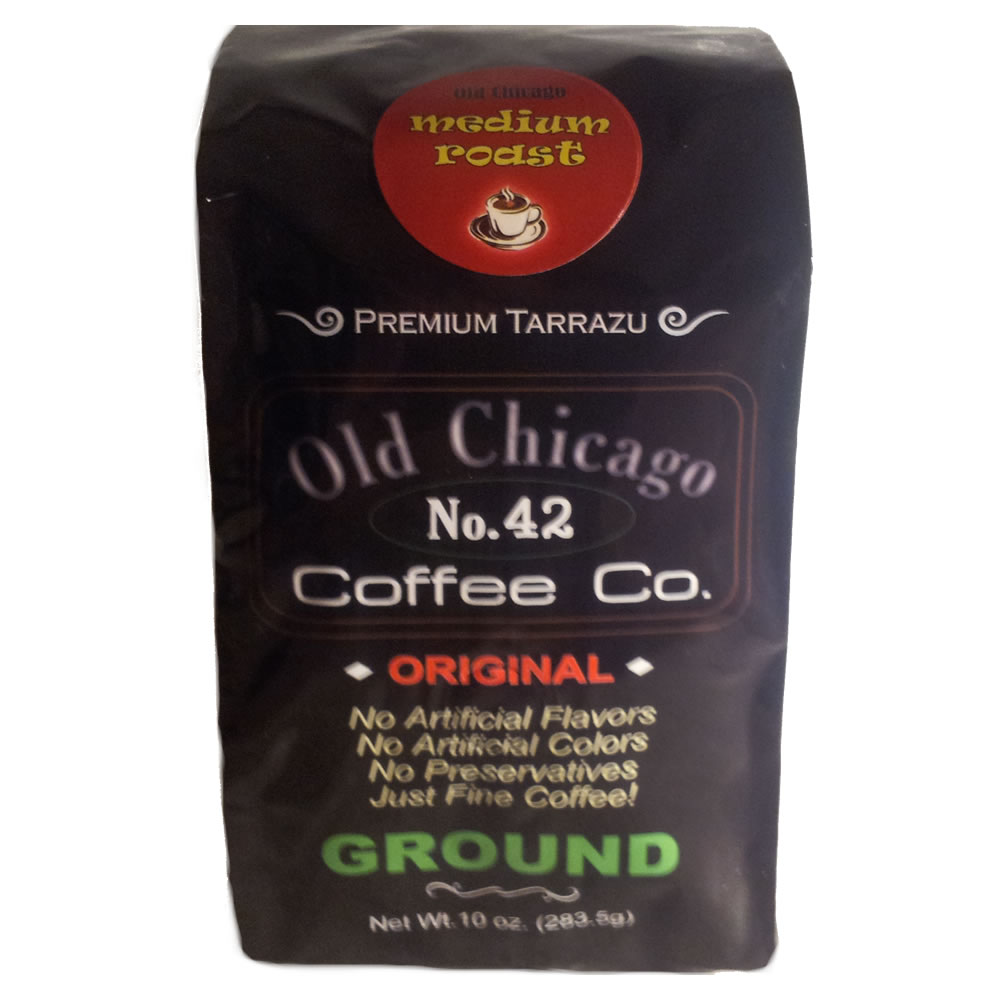 Old Chicago
medium
roast
PREMIUM TARRAZU
Old Chicago
No. 42
Coffee Co.
ORIGINAL
No Artificial Flavors
No Artificial Colors
No Preservatives
Just Fine Coffee!
GROUND
Net Wt. 10 oz. (283.5g)